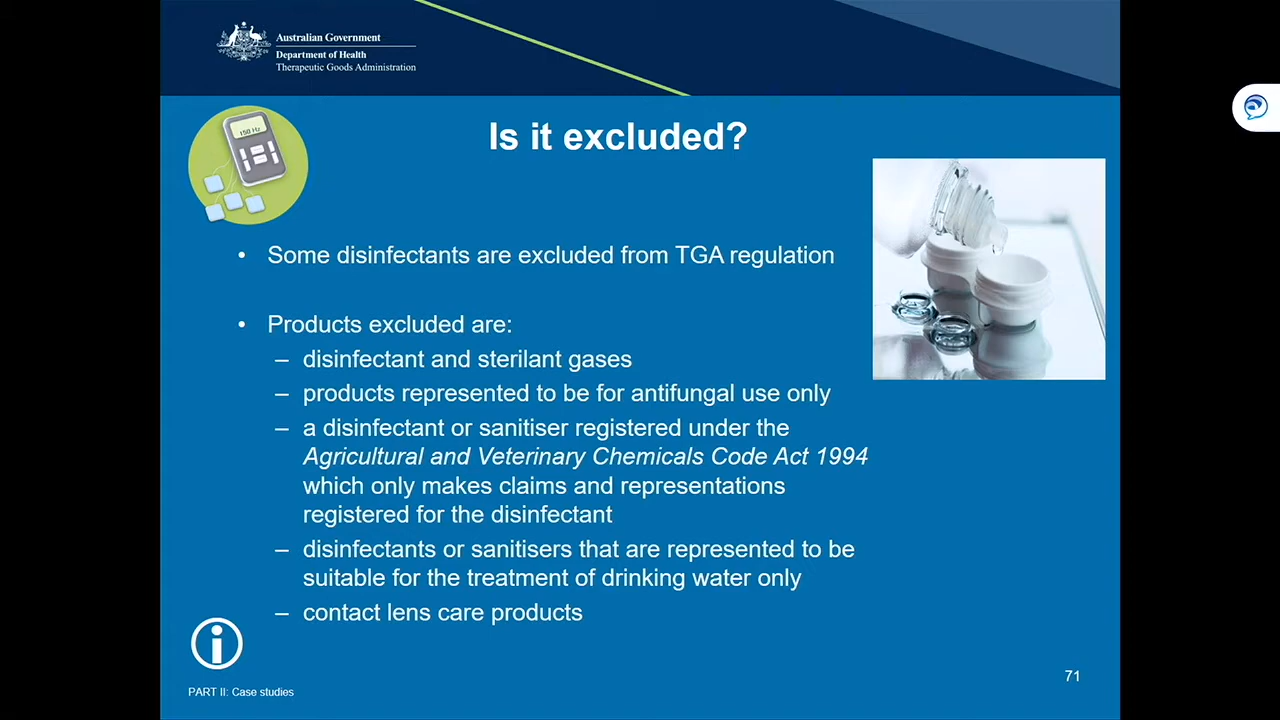 Australian Government
Department of Health
Therapeutic Goods Administration
150 Hz
Is it excluded?
• Some disinfectants are excluded from TGA regulation
• Products excluded are:
– disinfectant and sterilant gases
– products represented to be for antifungal use only
– a disinfectant or sanitiser registered under the
Agricultural and Veterinary Chemicals Code Act 1994
which only makes claims and representations
registered for the disinfectant
– disinfectants or sanitisers that are represented to be
suitable for the treatment of drinking water only
– contact lens care products
i
PART II: Case studies
71